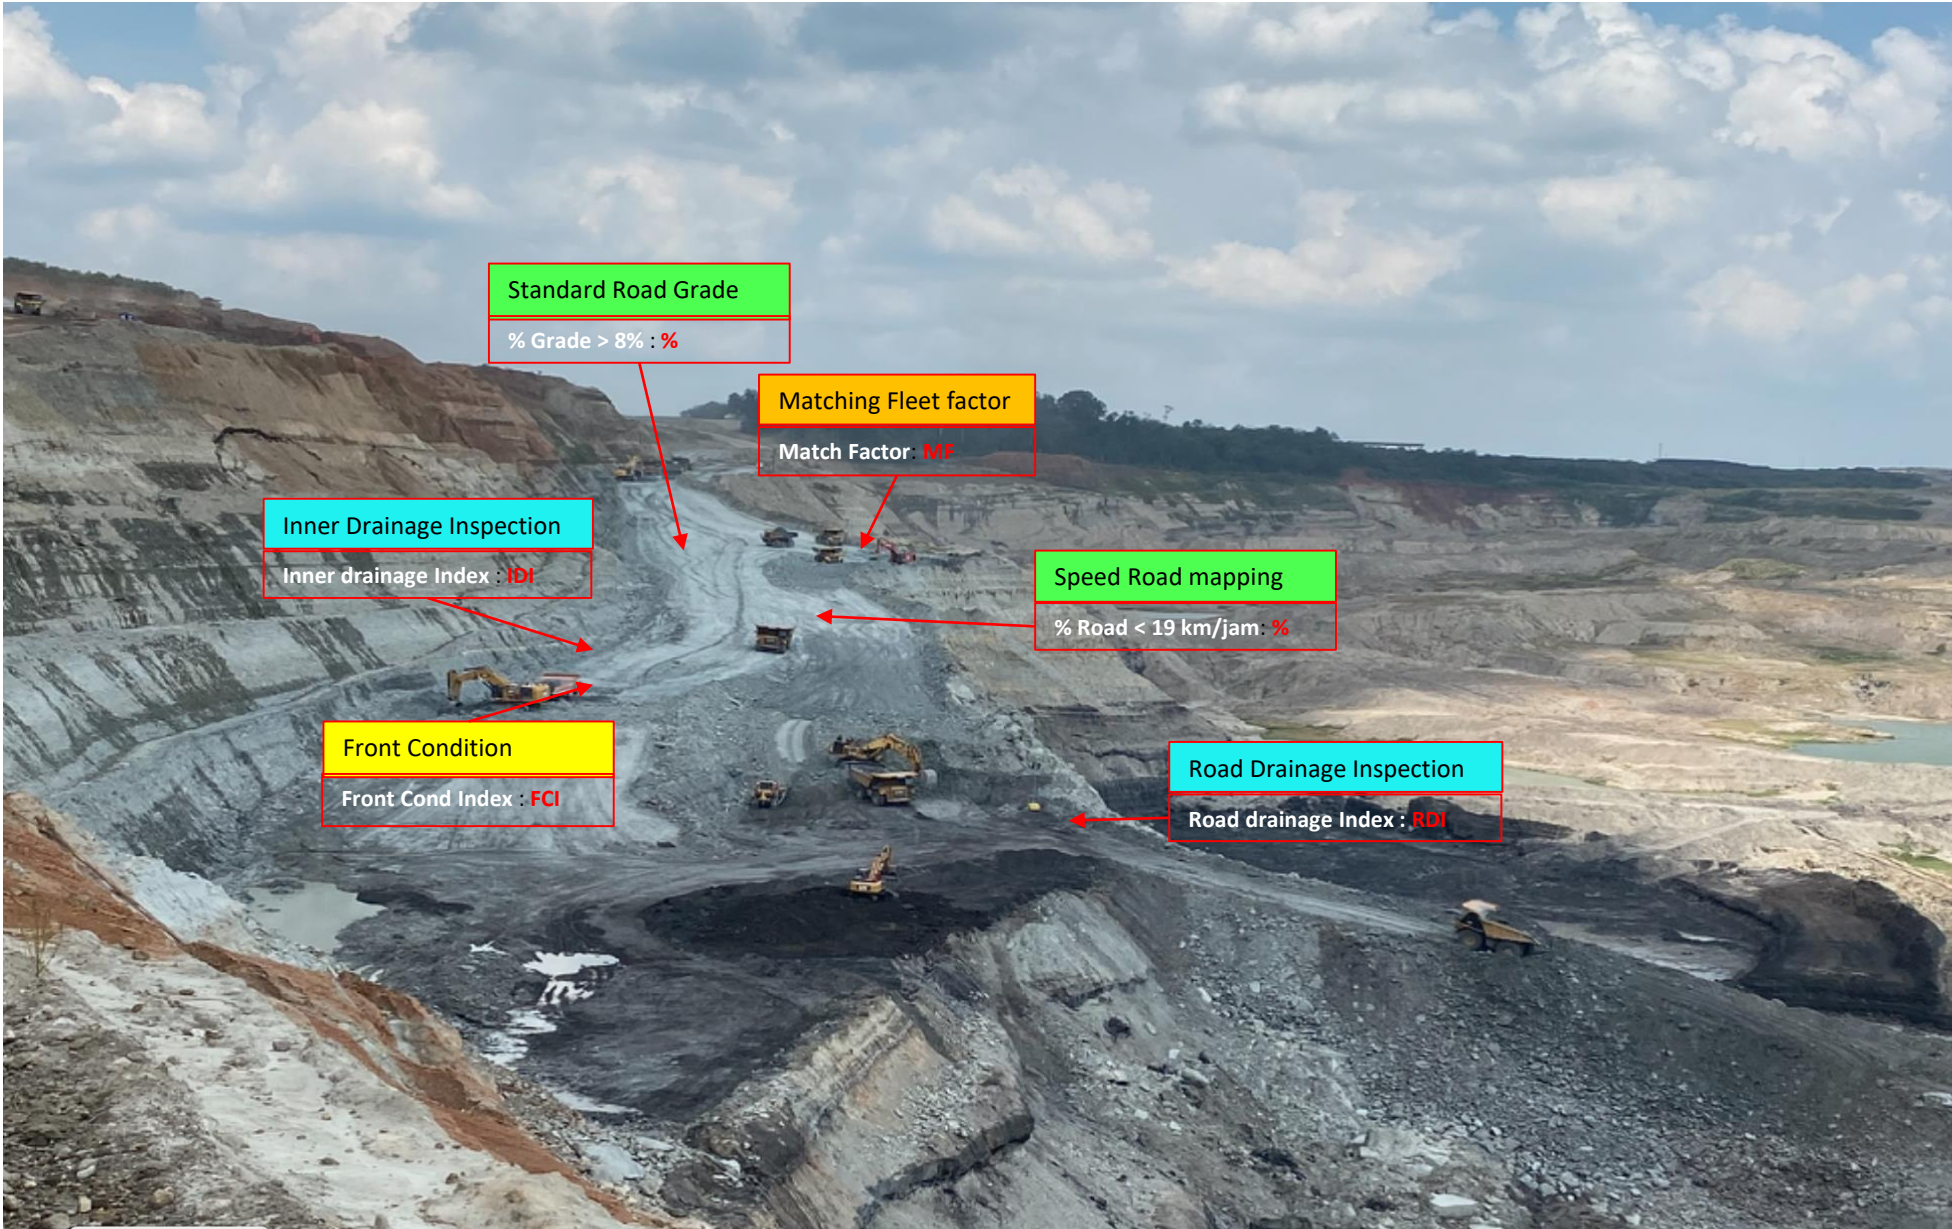 Standard Road Grade
% Grade > 8% : %
Matching Fleet factor
Match Factor: MF
Inner Drainage Inspection
Inner drainage Index : IDI
Speed Road mapping
% Road < 19 km/jam: %
Front Condition
Front Cond Index : FCI
Road Drainage Inspection
Road drainage Index : RDI